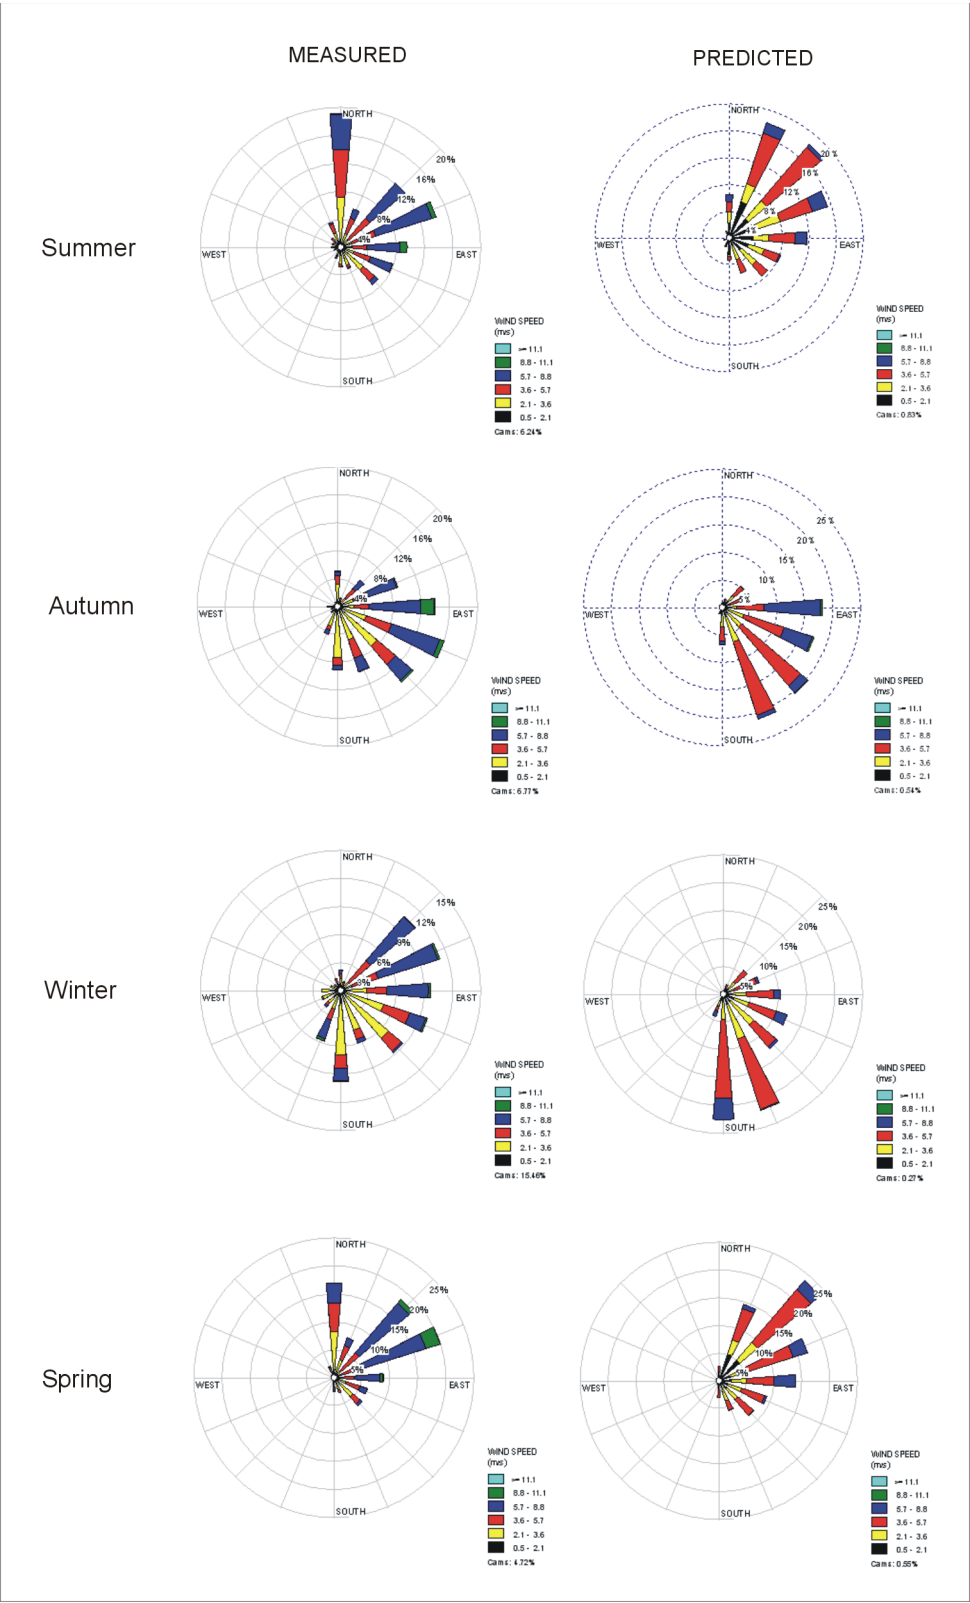 MEASURED
PREDICTED
Summer
NORTH
20%
16%
12%
8%
4%
WEST
EAST
SOUTH
WIND SPEED
(m/s)
>= 11.1
8.8 - 11.1
5.7 - 8.8
3.6 - 5.7
2.1 - 3.6
0.5 - 2.1
Calms: 6.24%
NORTH
20%
16%
12%
8%
4%
WEST
EAST
SOUTH
WIND SPEED
(m/s)
>= 11.1
8.8 - 11.1
5.7 - 8.8
3.6 - 5.7
2.1 - 3.6
0.5 - 2.1
Calms: 0.83%
Autumn
NORTH
20%
16%
12%
8%
4%
WEST
EAST
SOUTH
WIND SPEED
(m/s)
>= 11.1
8.8 - 11.1
5.7 - 8.8
3.6 - 5.7
2.1 - 3.6
0.5 - 2.1
Calms: 6.77%
NORTH
25%
20%
15%
10%
5%
WEST
EAST
SOUTH
WIND SPEED
(m/s)
>= 11.1
8.8 - 11.1
5.7 - 8.8
3.6 - 5.7
2.1 - 3.6
0.5 - 2.1
Calms: 0.54%
Winter
NORTH
15%
12%
9%
6%
3%
WEST
EAST
SOUTH
WIND SPEED
(m/s)
>= 11.1
8.8 - 11.1
5.7 - 8.8
3.6 - 5.7
2.1 - 3.6
0.5 - 2.1
Calms: 15.46%
NORTH
25%
20%
15%
10%
5%
WEST
EAST
SOUTH
WIND SPEED
(m/s)
>= 11.1
8.8 - 11.1
5.7 - 8.8
3.6 - 5.7
2.1 - 3.6
0.5 - 2.1
Calms: 0.27%
Spring
NORTH
25%
20%
15%
10%
5%
WEST
EAST
SOUTH
WIND SPEED
(m/s)
>= 11.1
8.8 - 11.1
5.7 - 8.8
3.6 - 5.7
2.1 - 3.6
0.5 - 2.1
Calms: 4.72%
NORTH
25%
20%
15%
10%
5%
WEST
EAST
SOUTH
WIND SPEED
(m/s)
>= 11.1
8.8 - 11.1
5.7 - 8.8
3.6 - 5.7
2.1 - 3.6
0.5 - 2.1
Calms: 0.55%